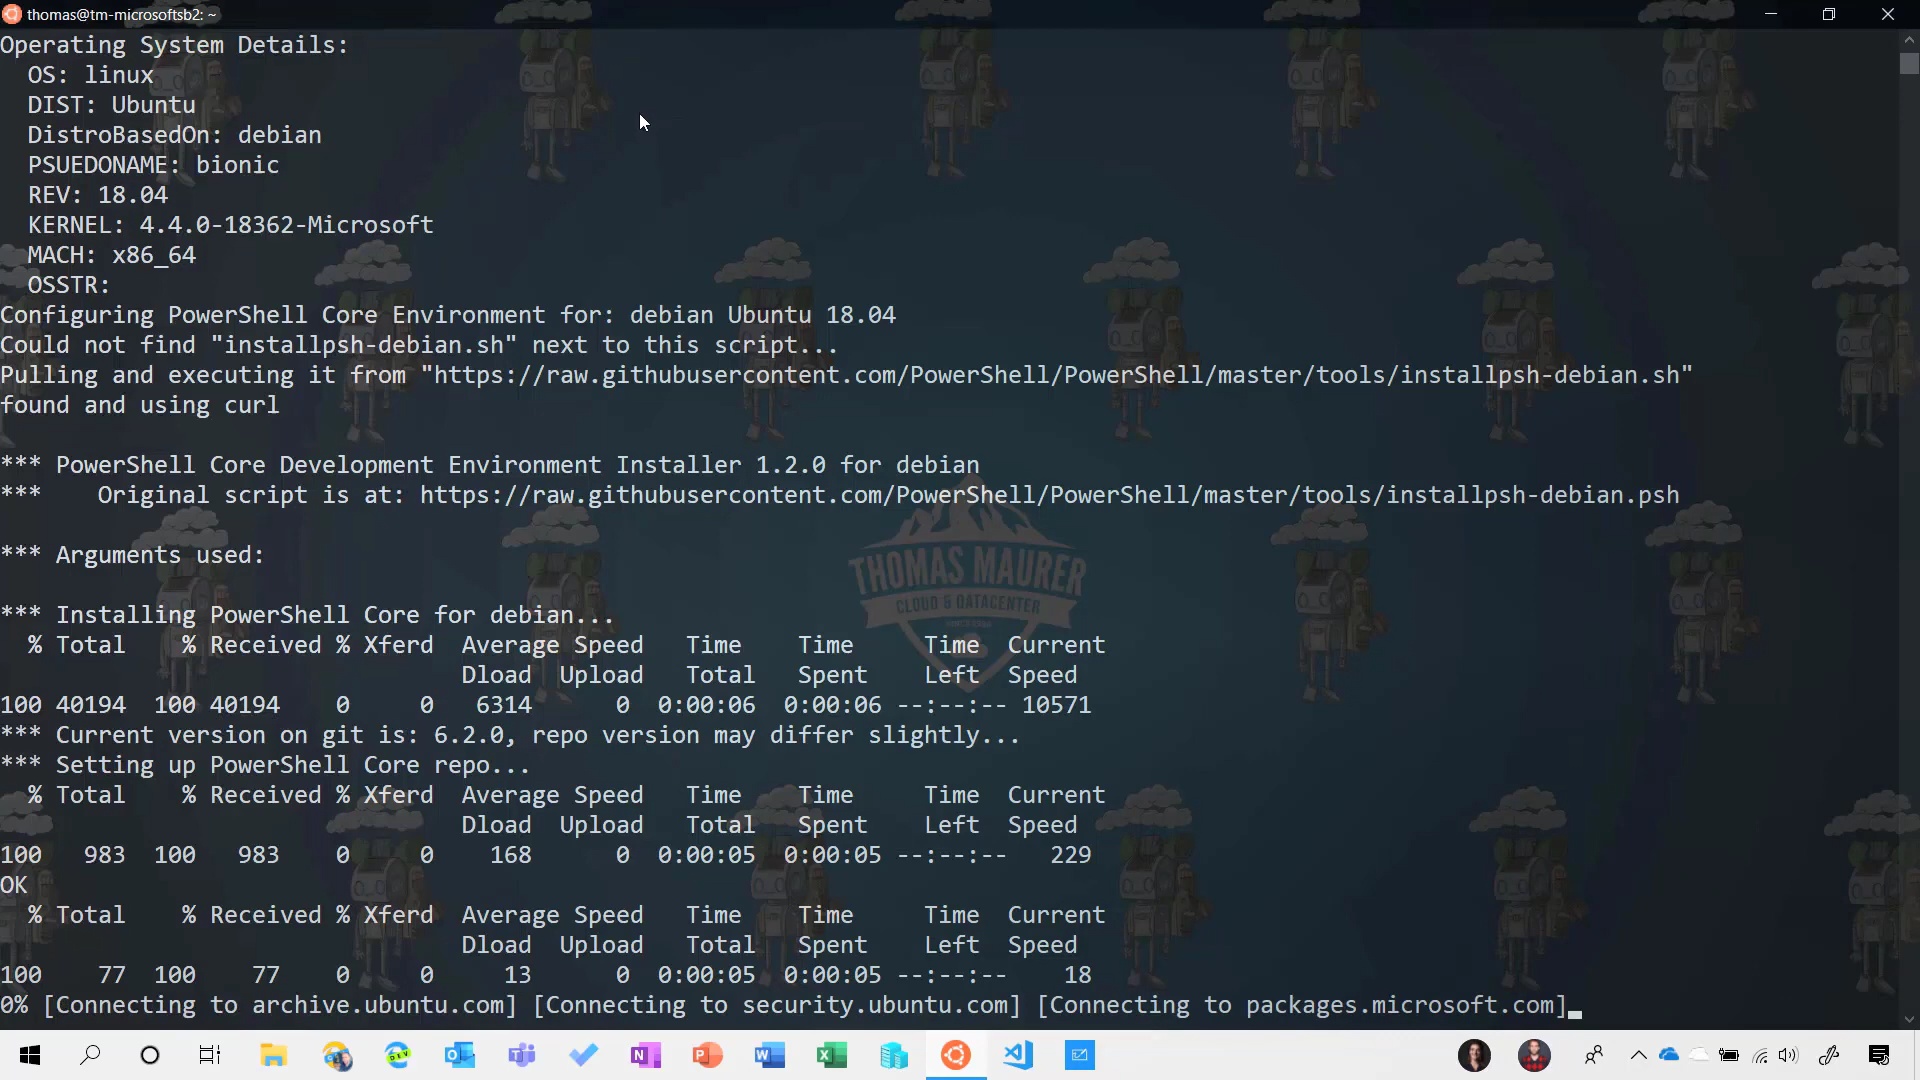 thomas@tm-microsoftsb2: ~
Operating System Details:
OS: linux
DIST: Ubuntu
DistroBasedOn: debian
PSUEDONAME: bionic
REV: 18.04
KERNEL: 4.4.0-18362-Microsoft
MACH: x86_64
OSSTR:
Configuring PowerShell Core Environment for: debian Ubuntu 18.04
Could not find "installpsh-debian.sh" next to this script...
Pulling and executing it from "https://raw.githubusercontent.com/PowerShell/PowerShell/master/tools/installpsh-debian.sh"
found and using curl
*** PowerShell Core Development Environment Installer 1.2.0 for debian
***    Original script is at: https://raw.githubusercontent.com/PowerShell/PowerShell/master/tools/installpsh-debian.psh
*** Arguments used:
*** Installing PowerShell Core for debian...
% Total    % Received % Xferd  Average Speed   Time    Time     Time  Current
Dload  Upload   Total   Spent    Left  Speed
100 40194  100 40194    0     0   6314      0  0:00:06  0:00:06 --:--:-- 10571
*** Current version on git is: 6.2.0, repo version may differ slightly...
*** Setting up PowerShell Core repo...
% Total    % Received % Xferd  Average Speed   Time    Time     Time  Current
Dload  Upload   Total   Spent    Left  Speed
100   983  100   983    0     0    168      0  0:00:05  0:00:05 --:--:--   229
OK
% Total    % Received % Xferd  Average Speed   Time    Time     Time  Current
Dload  Upload   Total   Spent    Left  Speed
100    77  100    77    0     0     13      0  0:00:05  0:00:05 --:--:--    18
0% [Connecting to archive.ubuntu.com] [Connecting to security.ubuntu.com] [Connecting to packages.microsoft.com]
THOMAS MAURER
CLOUD & DATACENTER
DEV